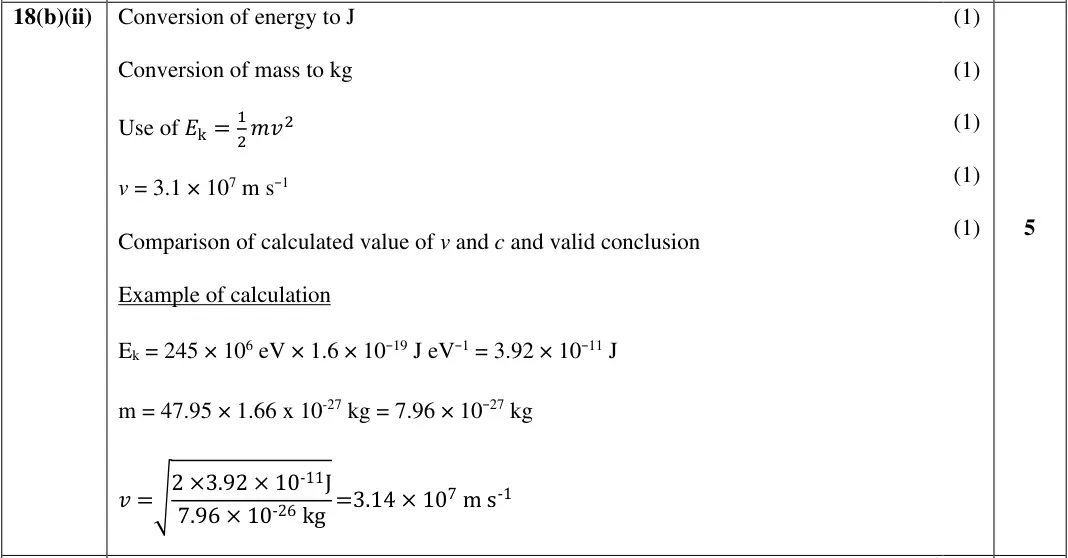 18(b)(ii) Conversion of energy to J (1)
Conversion of mass to kg (1)
Use of 𝐸k = 1/2 𝑚𝑣² (1)
v = 3.1 × 10⁷ m s⁻¹ (1)
Comparison of calculated value of v and c and valid conclusion (1) 5
Example of calculation
Eₖ = 245 × 10⁶ eV × 1.6 × 10⁻¹⁹ J eV⁻¹ = 3.92 × 10⁻¹¹ J
m = 47.95 × 1.66 x 10⁻²⁷ kg = 7.96 × 10⁻²⁷ kg
𝑣 = √(2 ×3.92 × 10⁻¹¹J / 7.96 × 10⁻²⁶ kg) =3.14 × 10⁷ m s⁻¹